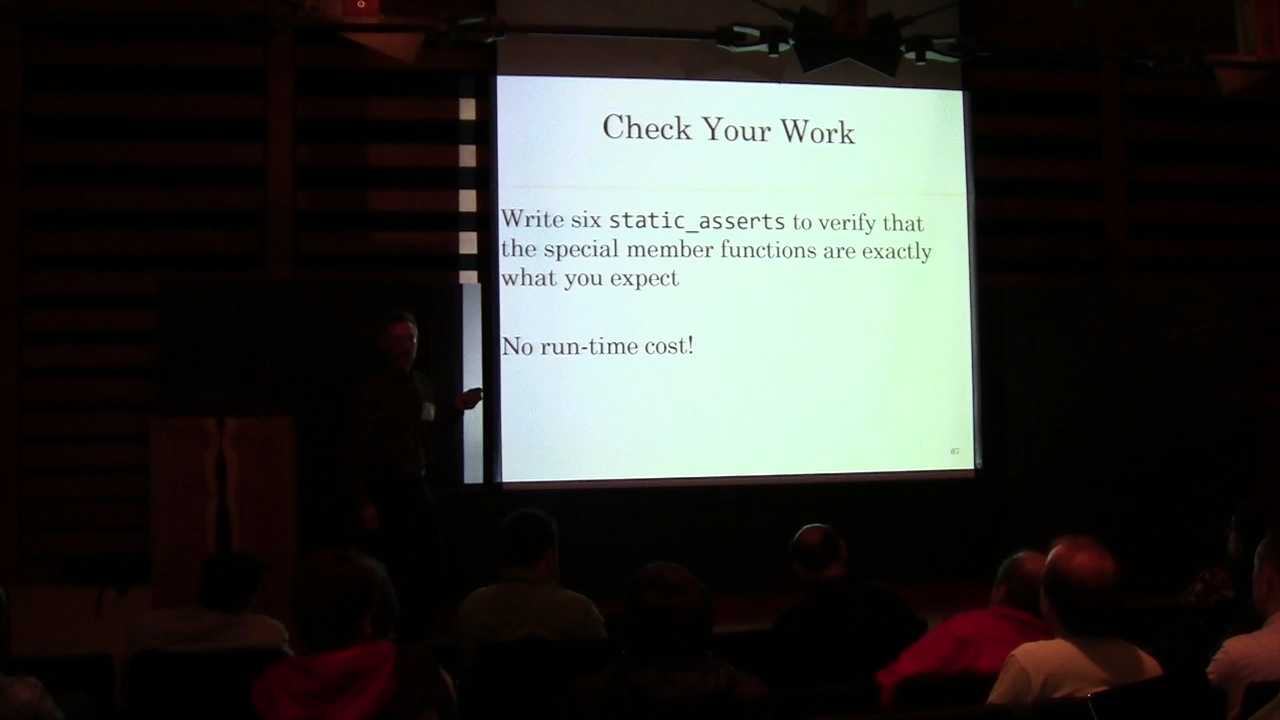 Check Your Work
Write six static_asserts to verify that
the special member functions are exactly
what you expect
No run-time cost!
67